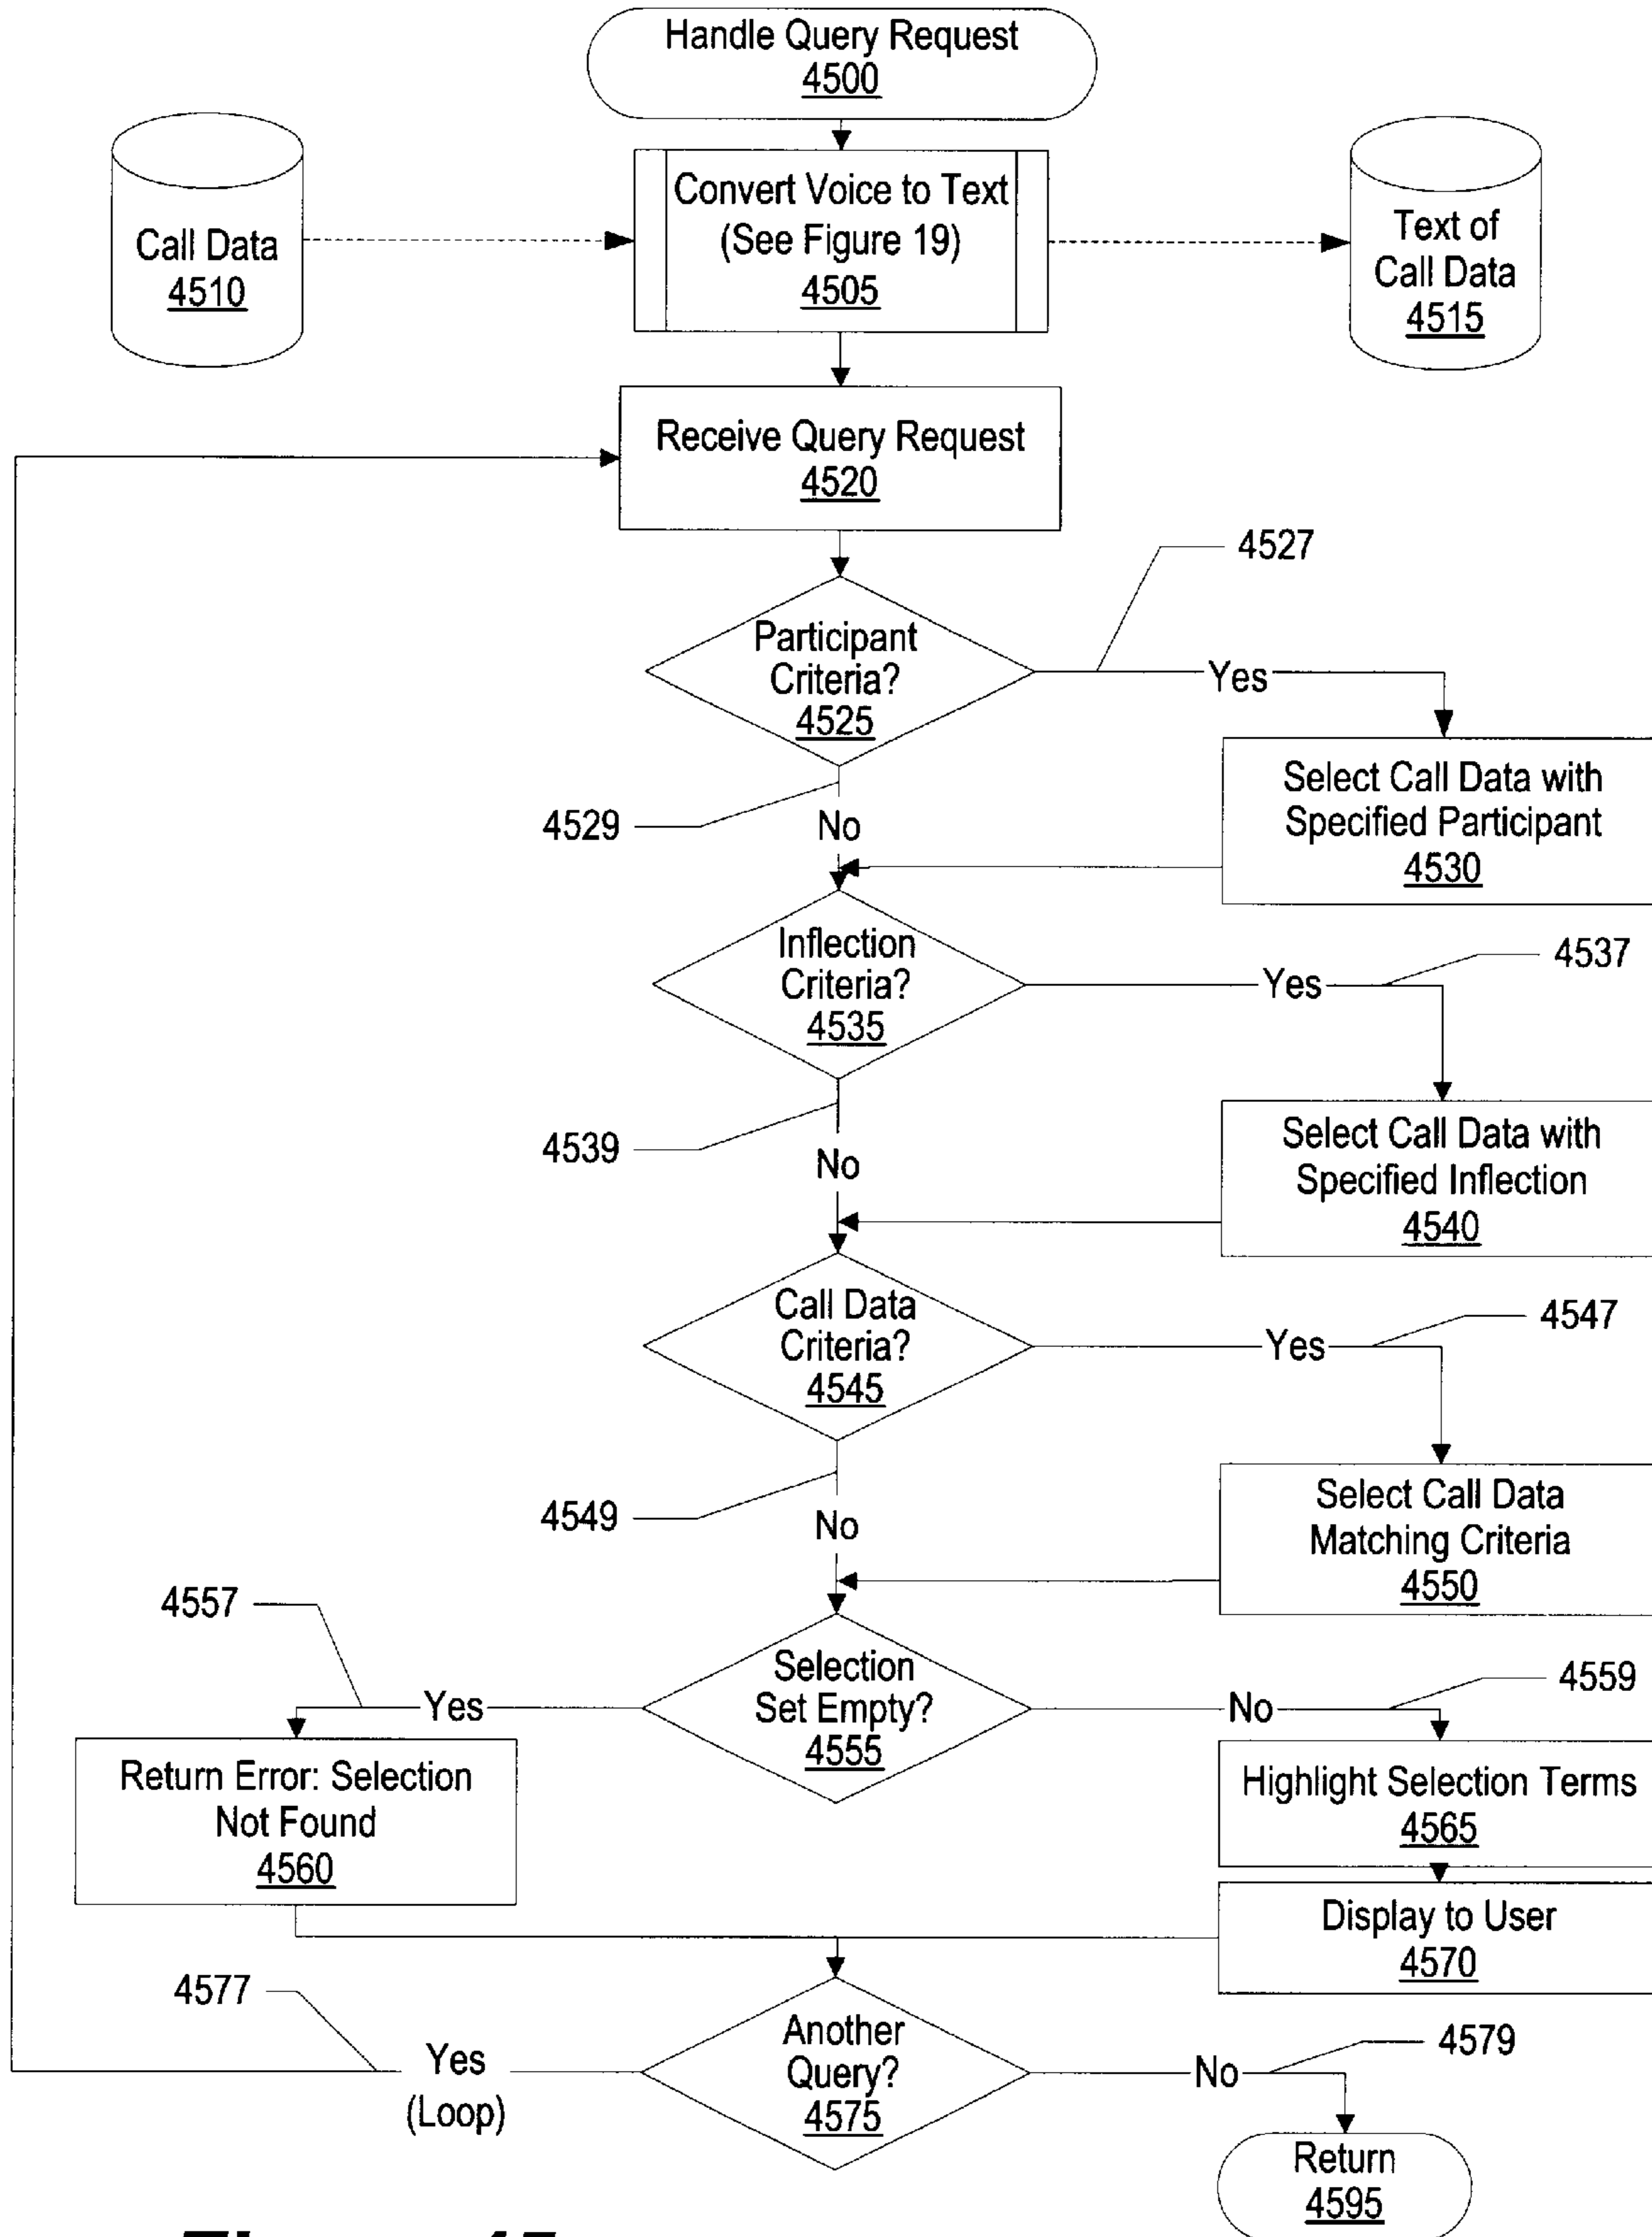 Handle Query Request
4500
Call Data
4510
Convert Voice to Text
(See Figure 19)
4505
Text of
Call Data
4515
Receive Query Request
4520
4527
Participant
Criteria?
4525
Yes
Select Call Data with
Specified Participant
4530
4529
No
Inflection
Criteria?
4535
Yes
4537
4539
No
Select Call Data with
Specified Inflection
4540
Call Data
Criteria?
4545
Yes
4547
4549
No
Select Call Data
Matching Criteria
4550
4557
Yes
Selection
Set Empty?
4555
No
4559
Return Error: Selection
Not Found
4560
Highlight Selection Terms
4565
Display to User
4570
4577
Yes
(Loop)
Another
Query?
4575
No
4579
Return
4595